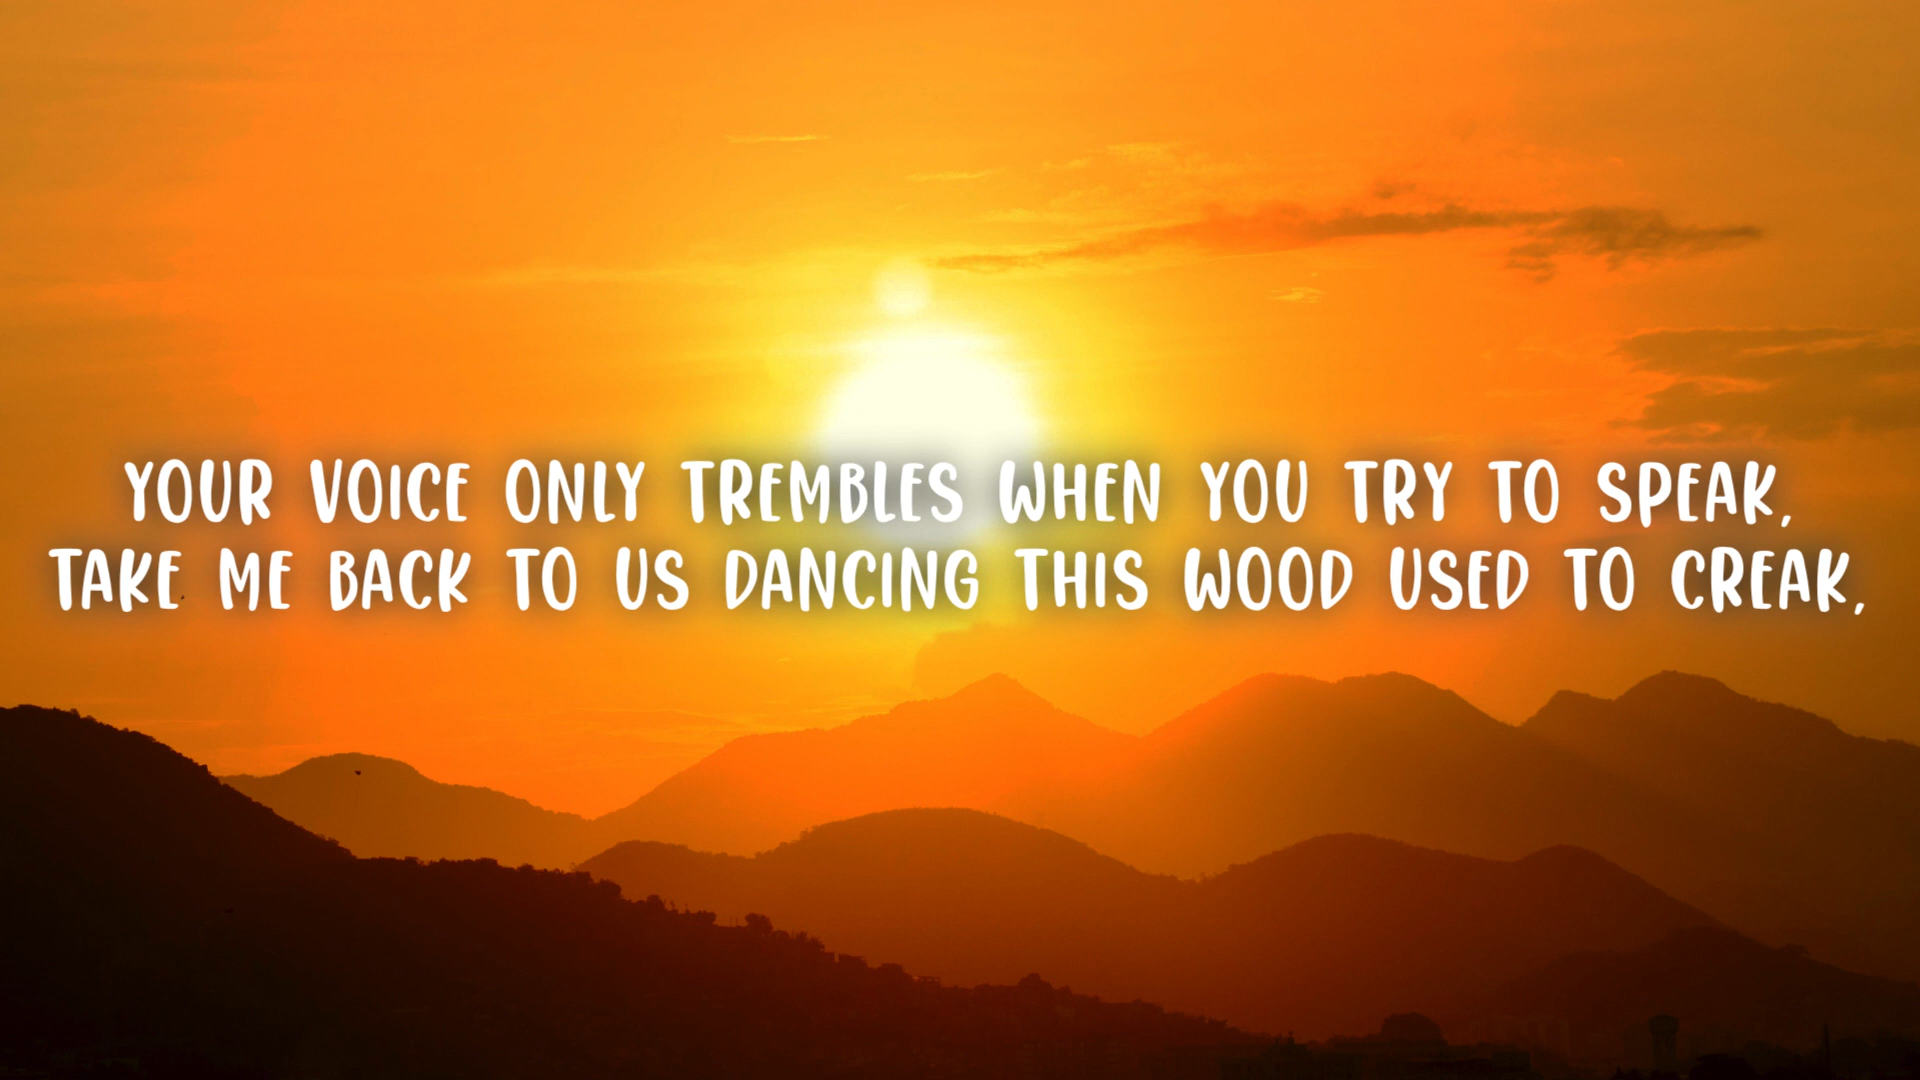 YOUR VOICE ONLY TREMBLES WHEN YOU TRY TO SPEAK,
TAKE ME BACK TO US DANCING THIS WOOD USED TO CREAK,